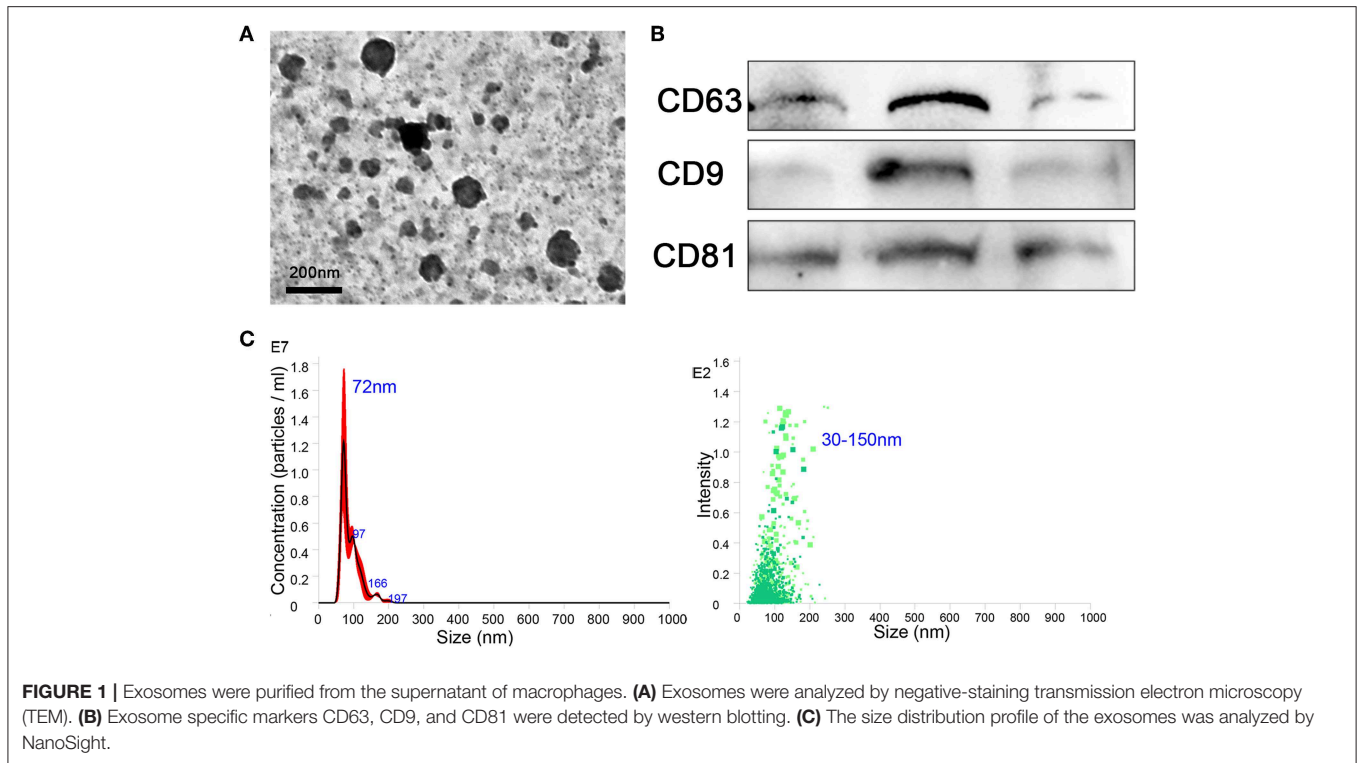 A
200nm
B
CD63
CD9
CD81
C
E7
Concentration (particles / ml)
1.8
1.6
1.4
1.2
1.0
0.8
0.6
0.4
0.2
0
72nm
97
166
197
0 100 200 300 400 500 600 700 800 900 1000
Size (nm)
E2
Intensity
1.6
1.4
1.2
1.0
0.8
0.6
0.4
0.2
0
30-150nm
0 100 200 300 400 500 600 700 800 900 1000
Size (nm)
FIGURE 1 | Exosomes were purified from the supernatant of macrophages. (A) Exosomes were analyzed by negative-staining transmission electron microscopy
(TEM). (B) Exosome specific markers CD63, CD9, and CD81 were detected by western blotting. (C) The size distribution profile of the exosomes was analyzed by
NanoSight.